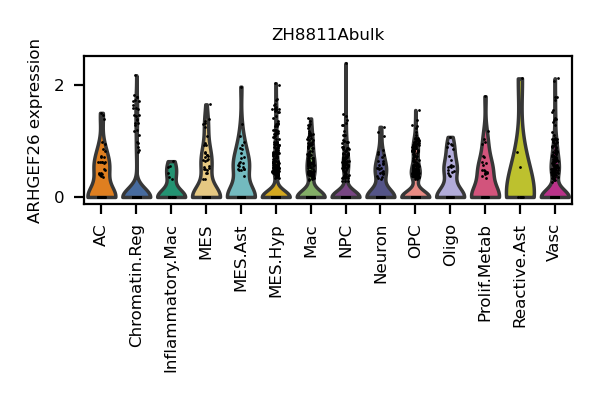 ZH8811Abulk
ARHGEF26 expression
2
0
AC
Chromatin.Reg
Inflammatory.Mac
MES
MES.Ast
MES.Hyp
Mac
NPC
Neuron
OPC
Oligo
Prolif.Metab
Reactive.Ast
Vasc